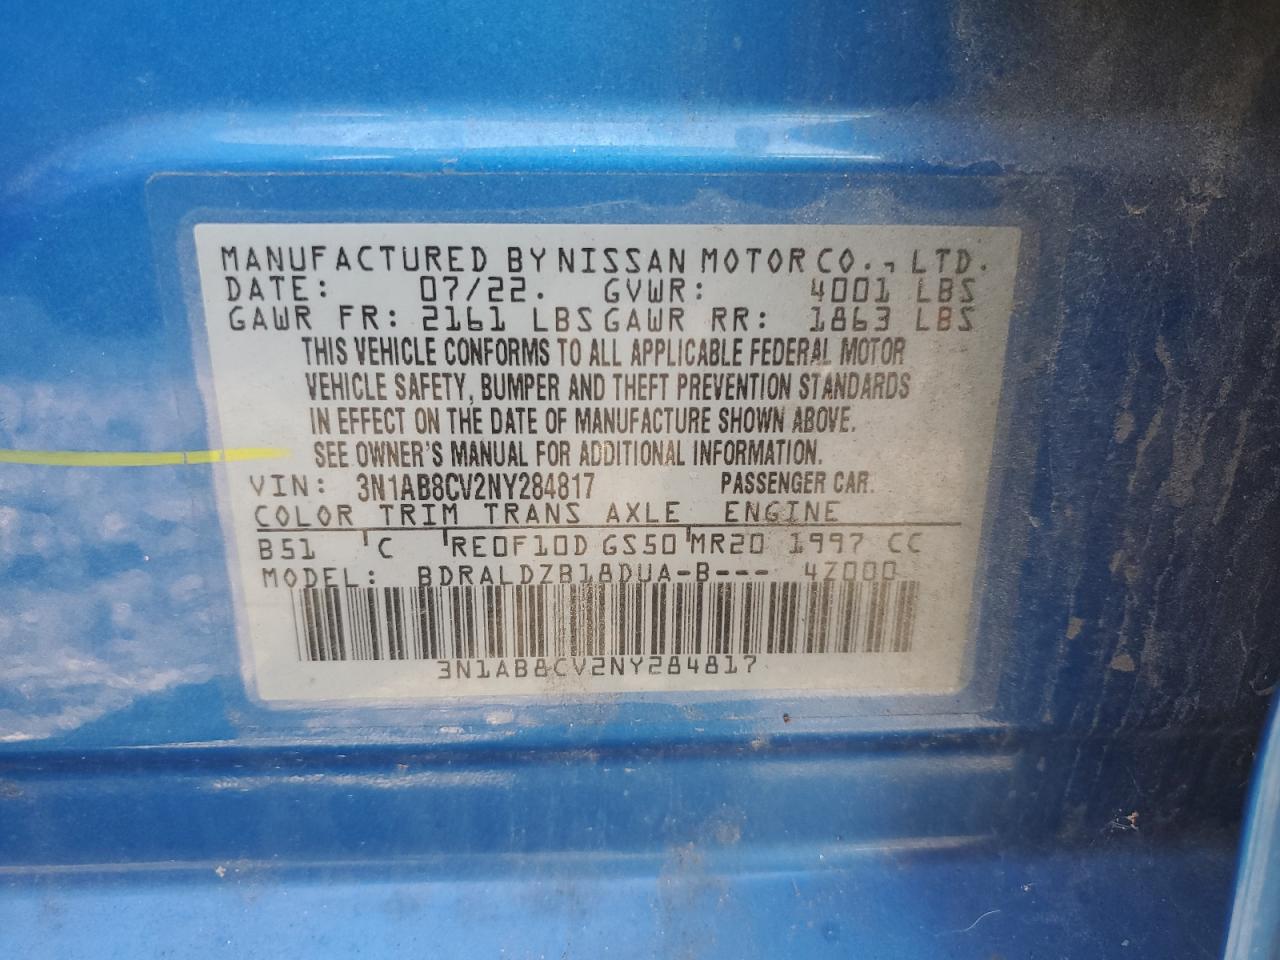 MANUFACTURED BY NISSAN MOTOR CO., LTD.
DATE: 07/22. GVWR: 4001 LBS
GAWR FR: 2161 LBS GAWR RR: 1863 LBS
THIS VEHICLE CONFORMS TO ALL APPLICABLE FEDERAL MOTOR
VEHICLE SAFETY, BUMPER AND THEFT PREVENTION STANDARDS
IN EFFECT ON THE DATE OF MANUFACTURE SHOWN ABOVE.
SEE OWNER'S MANUAL FOR ADDITIONAL INFORMATION.
VIN: 3N1AB8CV2NY284817 PASSENGER CAR.
COLOR TRIM TRANS AXLE ENGINE
B51 C RE0F10D GS50 MR20 1997 CC
MODEL: BDRALDZB18DUA-B--- 4Z000
3N1AB8CV2NY284817